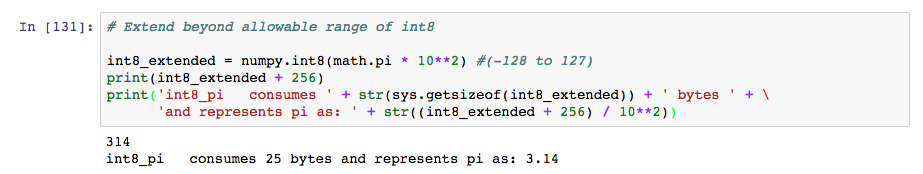 In [131]: # Extend beyond allowable range of int8
int8_extended = numpy.int8(math.pi * 10**2) #(-128 to 127)
print(int8_extended + 256)
print('int8_pi   consumes ' + str(sys.getsizeof(int8_extended)) + ' bytes ' + \
      'and represents pi as: ' + str((int8_extended + 256) / 10**2))
314
int8_pi   consumes 25 bytes and represents pi as: 3.14